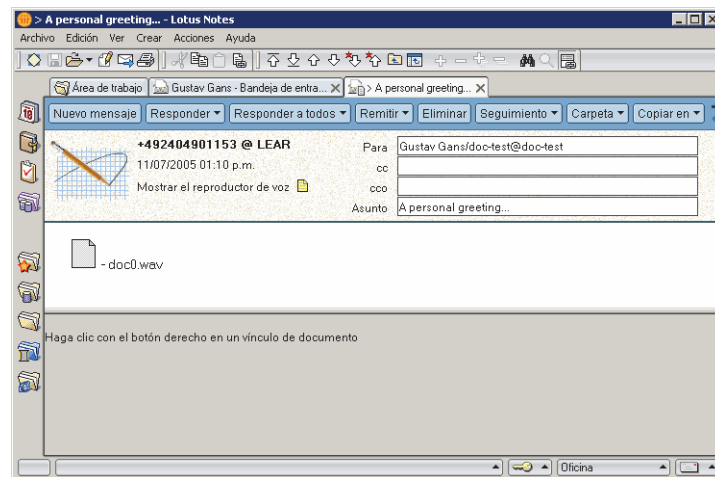 > A personal greeting... - Lotus Notes
Archivo Edición Ver Crear Acciones Ayuda
Área de trabajo Gustav Gans - Bandeja de entra... > A personal greeting...
Nuevo mensaje Responder Responder a todos Remitir Eliminar Seguimiento Carpeta Copiar en
18
+492404901153 @ LEAR Para Gustav Gans/doc-test@doc-test
11/07/2005 01:10 p.m. cc
Mostrar el reproductor de voz cco
Asunto A personal greeting...
- doc0.wav
Haga clic con el botón derecho en un vínculo de documento
Oficina